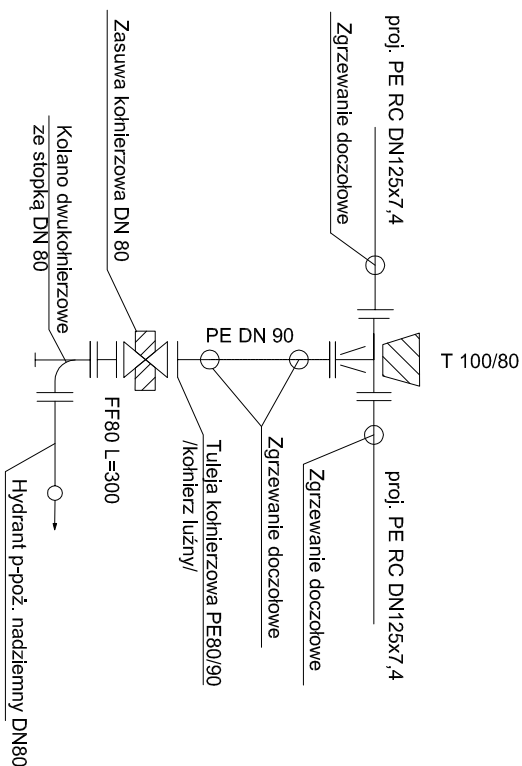 proj. PE RC DN125x7,4
Zgrzewanie doczołowe
Zasuwa kołnierzowa DN 80
Kolano dwukołnierzowe
ze stopką DN 80
PE DN 90
T 100/80
FF80 L=300
Tuleja kołnierzowa PE80/90
/kołnierz luźny/
Zgrzewanie doczołowe
Zgrzewanie doczołowe
proj. PE RC DN125x7,4
Hydrant p-poż. nadziemny DN80